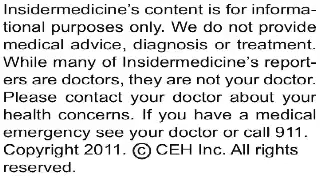 Insidermedicine's content is for informa-
tional purposes only. We do not provide
medical advice, diagnosis or treatment.
While many of Insidermedicine's report-
ers are doctors, they are not your doctor.
Please contact your doctor about your
health concerns. If you have a medical
emergency see your doctor or call 911.
Copyright 2011. © CEH Inc. All rights
reserved.